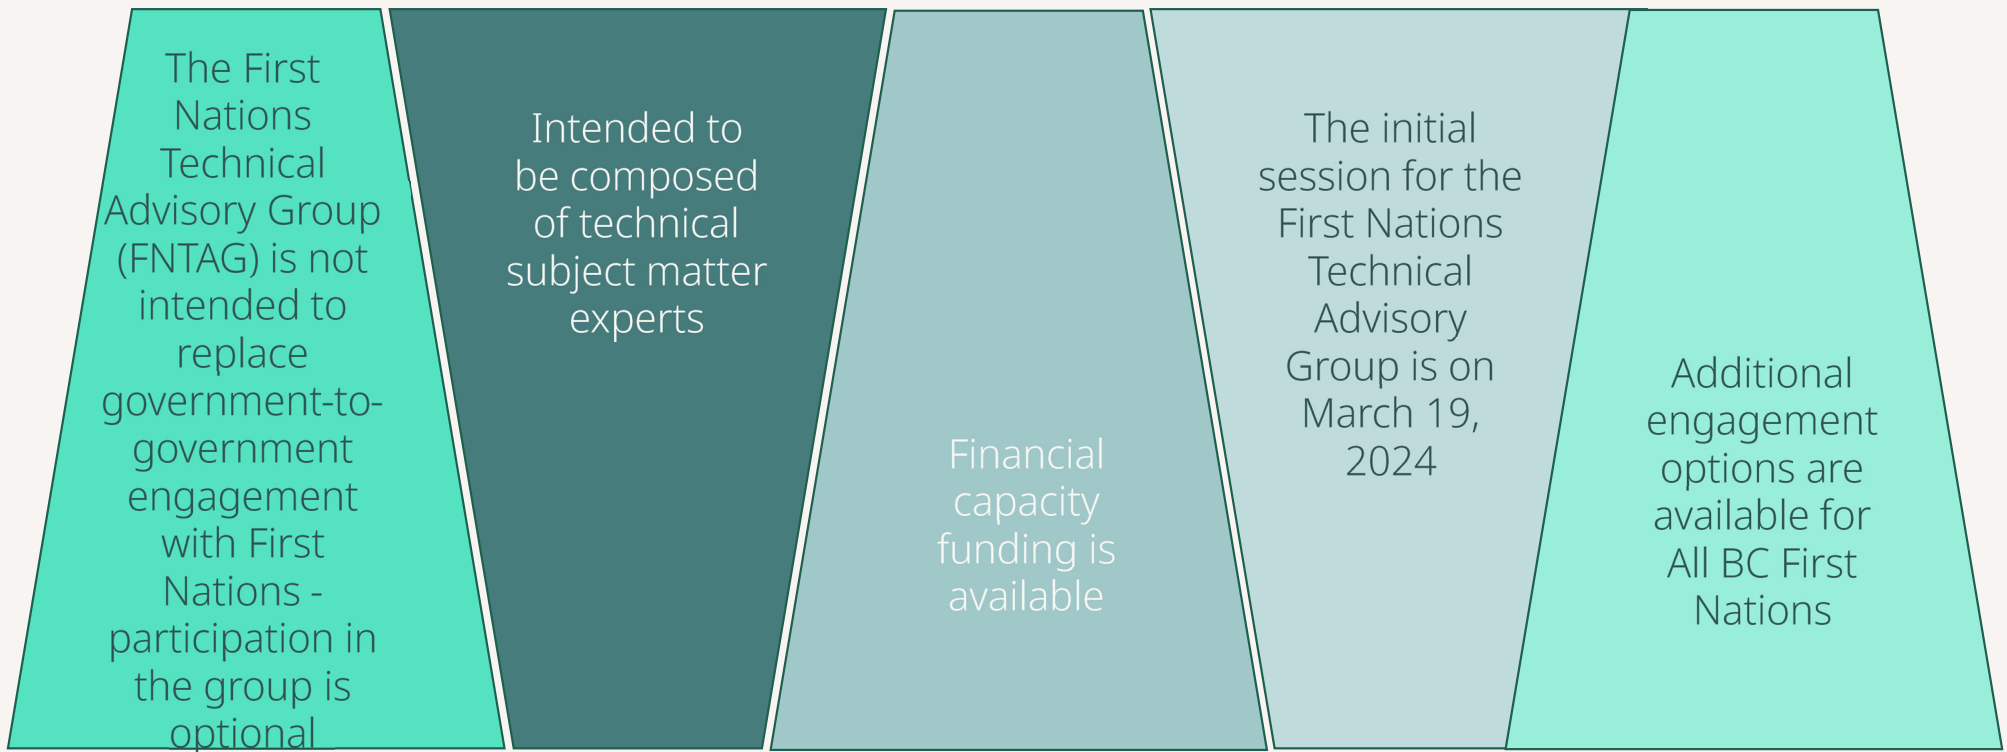 The First
Nations
Technical
Advisory Group
(FNTAG) is not
intended to
replace
government-to-
government
engagement
with First
Nations -
participation in
the group is
optional
Intended to
be composed
of technical
subject matter
experts
Financial
capacity
funding is
available
The initial
session for the
First Nations
Technical
Advisory
Group is on
March 19,
2024
Additional
engagement
options are
available for
All BC First
Nations